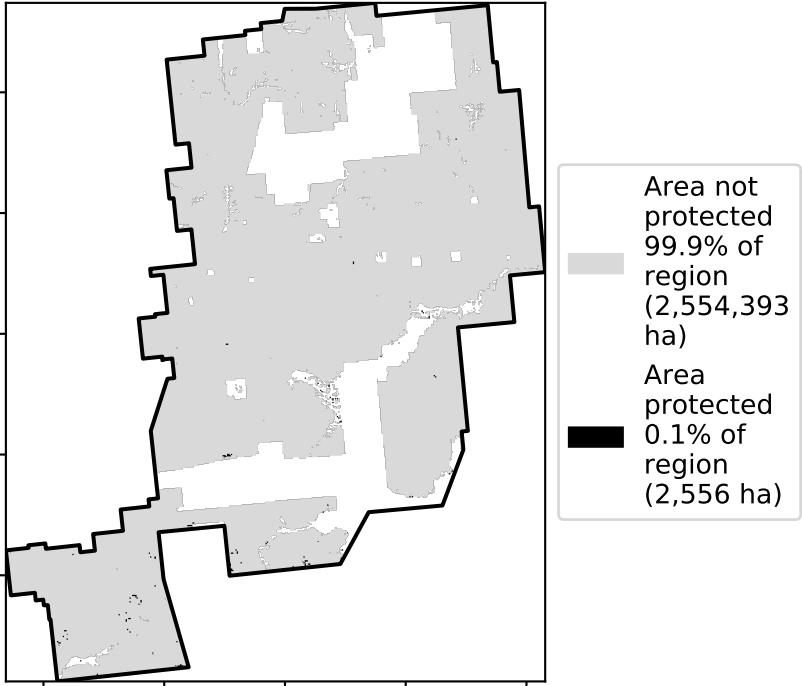 Area not
protected
99.9% of
region
(2,554,393
ha)
Area
protected
0.1% of
region
(2,556 ha)